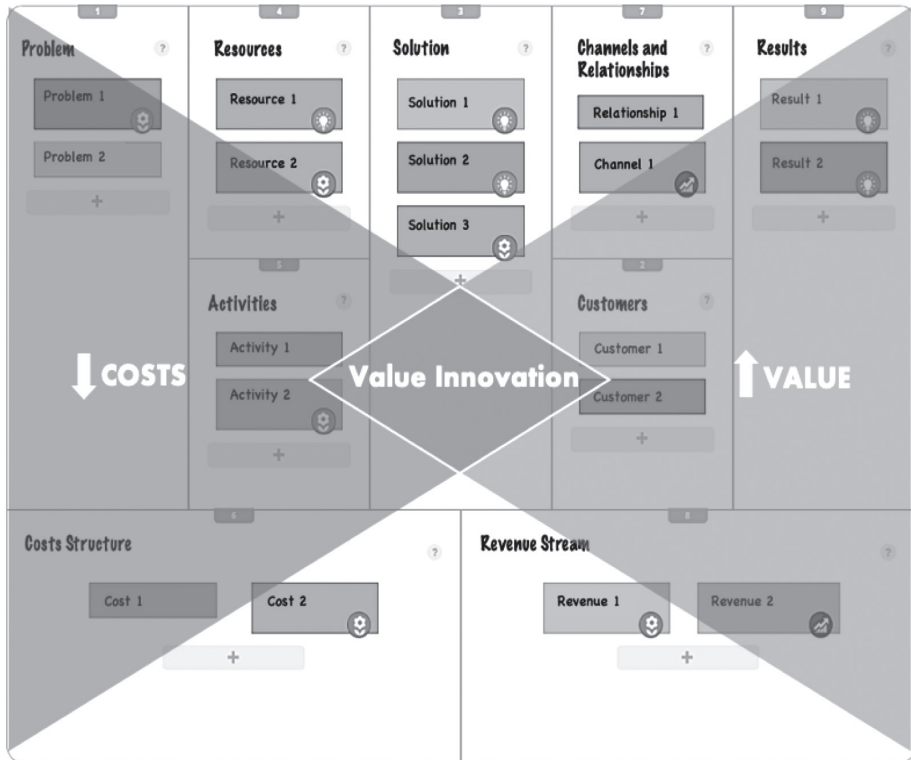 1
Problem
?
Problem 1
Problem 2
+
4
Resources
?
Resource 1
Resource 2
+
3
Solution
?
Solution 1
Solution 2
Solution 3
+
7
Channels and
Relationships
?
Relationship 1
Channel 1
+
9
Results
?
Result 1
Result 2
+
5
Activities
?
Activity 1
Activity 2
+
2
Customers
?
Customer 1
Customer 2
+
COSTS
Value Innovation
VALUE
6
Costs Structure
?
Cost 1
Cost 2
+
8
Revenue Stream
?
Revenue 1
Revenue 2
+